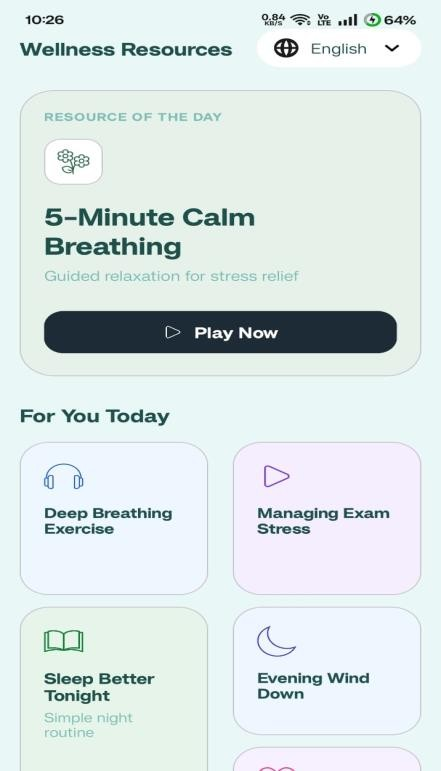 10:26
0.84 KB/S Vo LTE 64%
Wellness Resources
English
RESOURCE OF THE DAY
5-Minute Calm
Breathing
Guided relaxation for stress relief
Play Now
For You Today
Deep Breathing
Exercise
Managing Exam
Stress
Sleep Better
Tonight
Simple night
routine
Evening Wind
Down